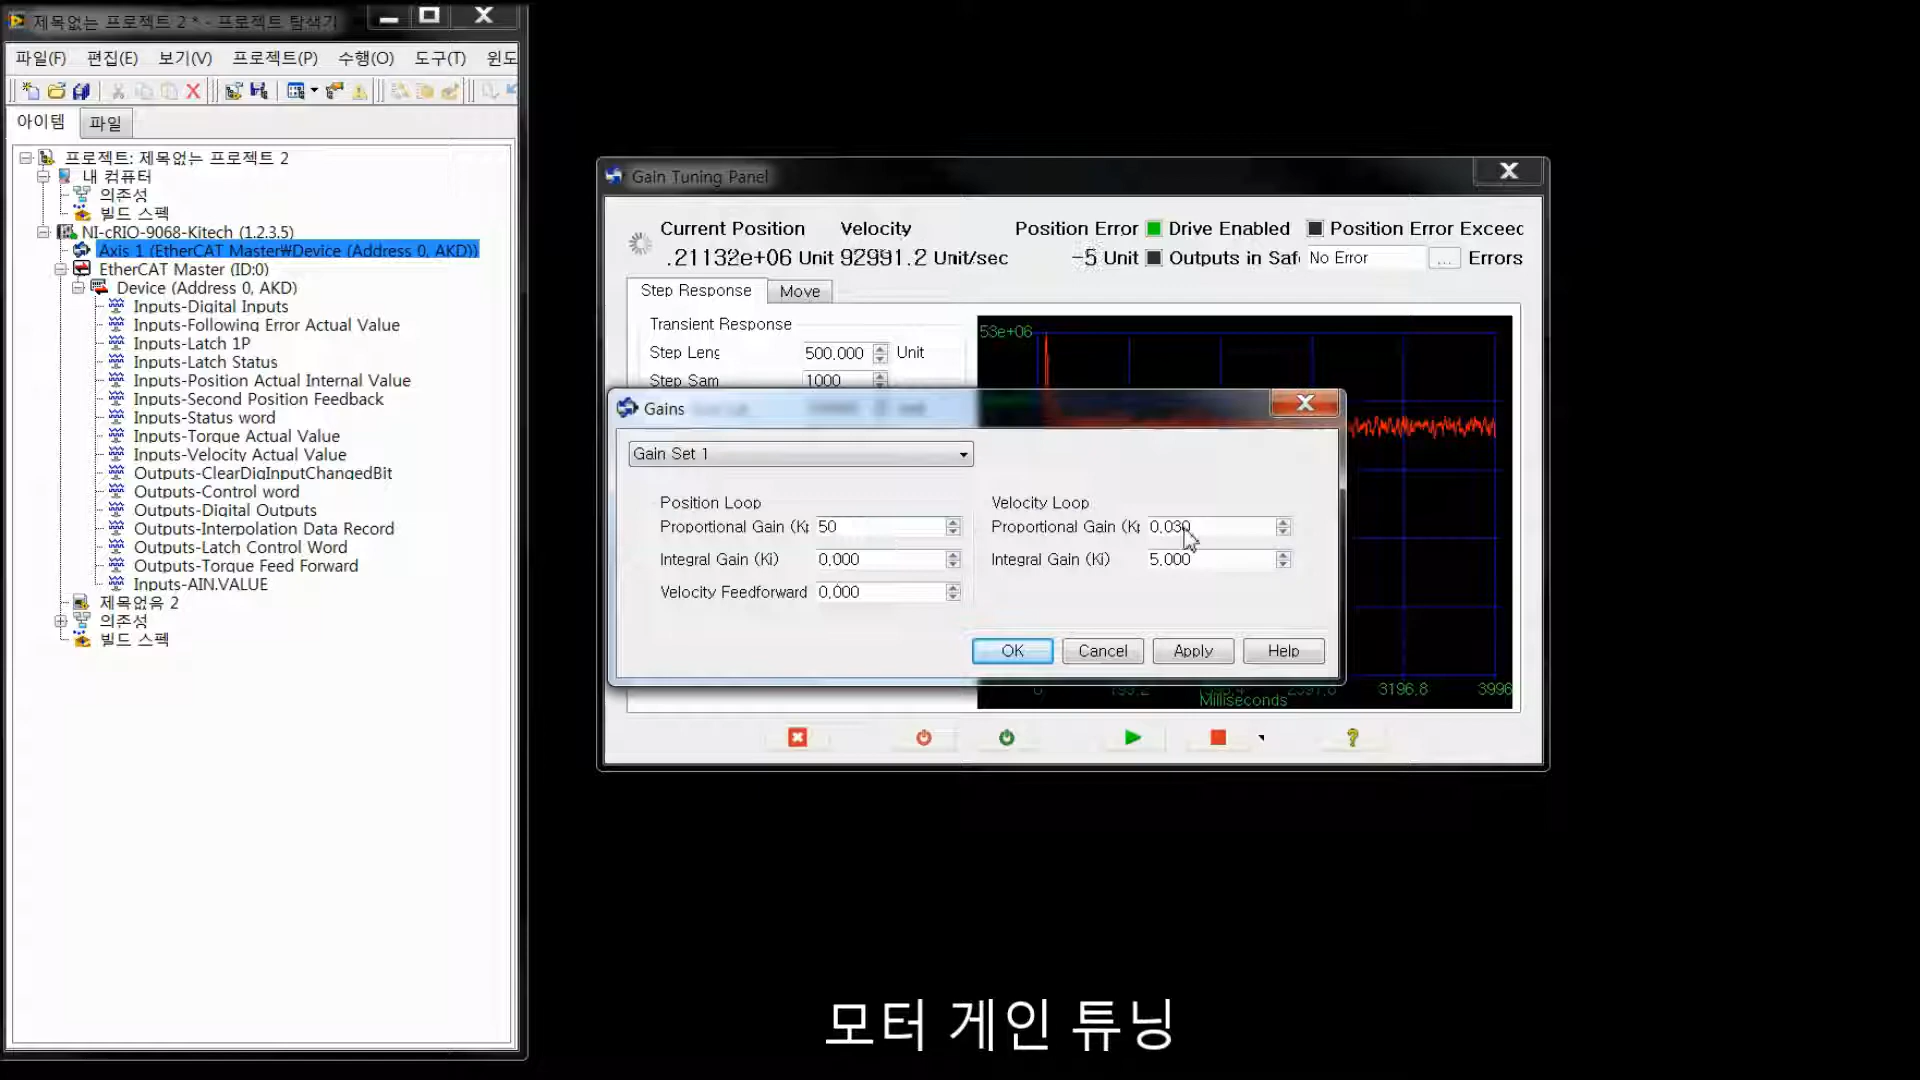 제목없는 프로젝트 2 * - 프로젝트 탐색기
파일(F) 편집(E) 보기(V) 프로젝트(P) 수행(O) 도구(T) 윈도
아이템 파일
프로젝트: 제목없는 프로젝트 2
내 컴퓨터
의존성
빌드 스펙
NI-cRIO-9068-Kitech (1.2.3.5)
Axis 1 (EtherCAT Master₩Device (Address 0, AKD))
EtherCAT Master (ID:0)
Device (Address 0, AKD)
Inputs-Digital Inputs
Inputs-Following Error Actual Value
Inputs-Latch 1P
Inputs-Latch Status
Inputs-Position Actual Internal Value
Inputs-Second Position Feedback
Inputs-Status word
Inputs-Torque Actual Value
Inputs-Velocity Actual Value
Outputs-ClearDigInputChangedBit
Outputs-Control word
Outputs-Digital Outputs
Outputs-Interpolation Data Record
Outputs-Latch Control Word
Outputs-Torque Feed Forward
Inputs-AIN.VALUE
제목없음 2
의존성
빌드 스펙
Gain Tuning Panel
Current Position Velocity Position Error Drive Enabled Position Error Exceec
.21132e+06 Unit 92991.2 Unit/sec -5 Unit Outputs in Saf No Error ... Errors
Step Response Move
Transient Response
Step Leng 500.000 Unit
Step Sam 1000
53e+06
Gains
Gain Set 1
Position Loop
Proportional Gain (Kp 50
Integral Gain (Ki) 0.000
Velocity Feedforward 0.000
Velocity Loop
Proportional Gain (Kp 0.030
Integral Gain (Ki) 5.000
OK Cancel Apply Help
3196.8 3996
Milliseconds
모터 게인 튜닝